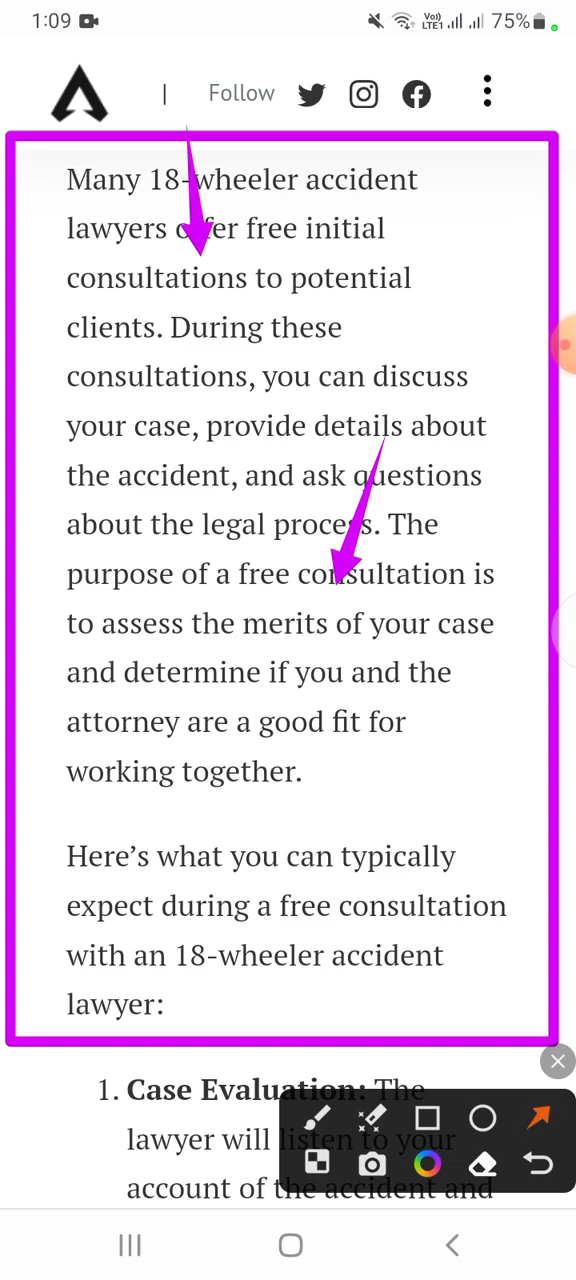 1:09
Vo))
LTE1
75%
| Follow
Many 18-wheeler accident
lawyers offer free initial
consultations to potential
clients. During these
consultations, you can discuss
your case, provide details about
the accident, and ask questions
about the legal process. The
purpose of a free consultation is
to assess the merits of your case
and determine if you and the
attorney are a good fit for
working together.
Here’s what you can typically
expect during a free consultation
with an 18-wheeler accident
lawyer:
1. Case Evaluation: The
lawyer will listen to your
account of the accident and